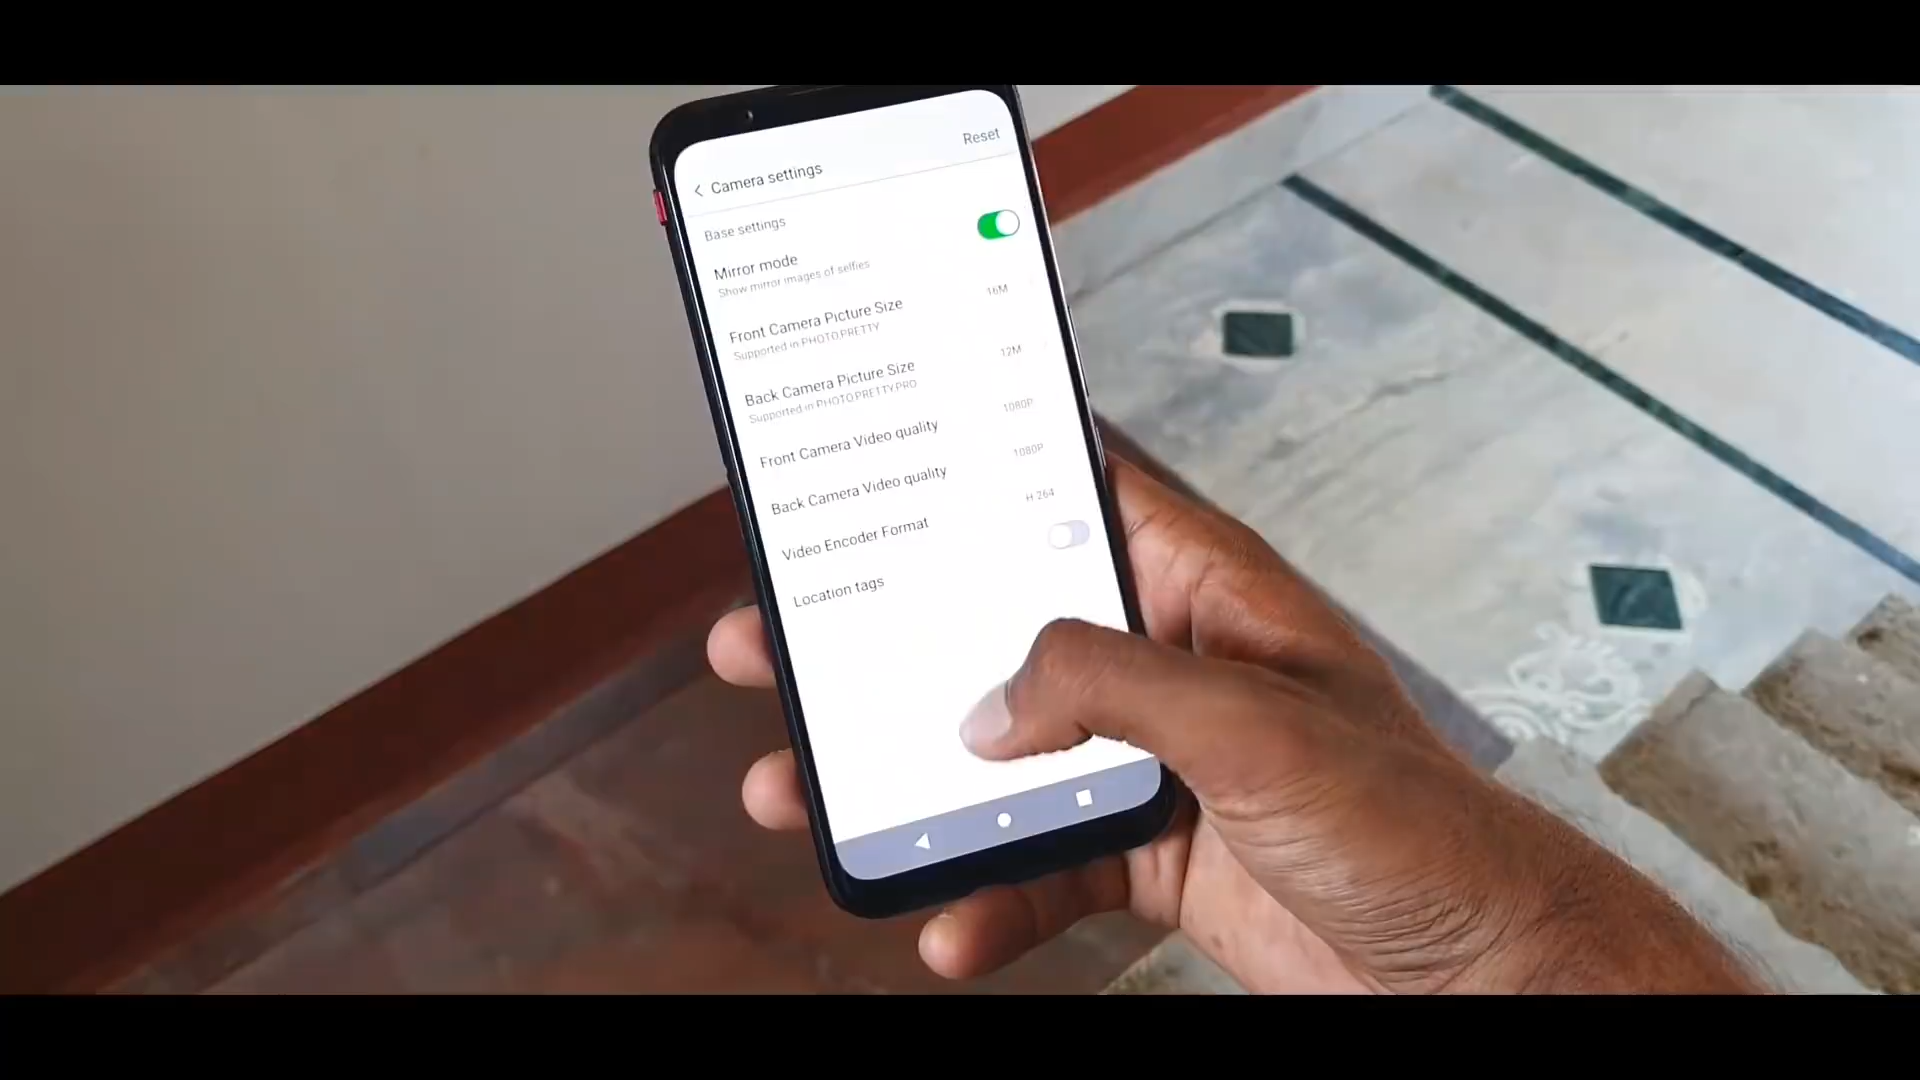 Reset
Camera settings
Base settings
Mirror mode
Show mirror images of selfies
Front Camera Picture Size 16M
Supported in PHOTO,PRETTY
Back Camera Picture Size 12M
Supported in PHOTO,PRETTY,PRO
Front Camera Video quality 1080P
Back Camera Video quality 1080P
Video Encoder Format H 264
Location tags